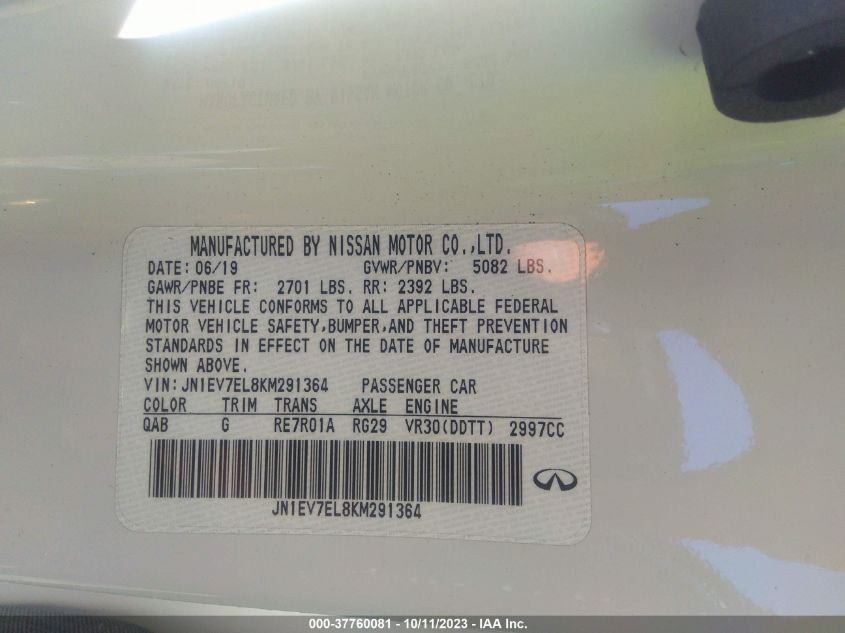 MANUFACTURED BY NISSAN MOTOR CO.,LTD.
DATE: 06/19 GVWR/PNBV: 5082 LBS.
GAWR/PNBE FR: 2701 LBS. RR: 2392 LBS.
THIS VEHICLE CONFORMS TO ALL APPLICABLE FEDERAL
MOTOR VEHICLE SAFETY,BUMPER,AND THEFT PREVENTION
STANDARDS IN EFFECT ON THE DATE OF MANUFACTURE
SHOWN ABOVE.
VIN: JN1EV7EL8KM291364 PASSENGER CAR
COLOR TRIM TRANS AXLE ENGINE
QAB G RE7R01A RG29 VR30(DDTT) 2997CC
JN1EV7EL8KM291364
000-37760081 - 10/11/2023 - IAA Inc.